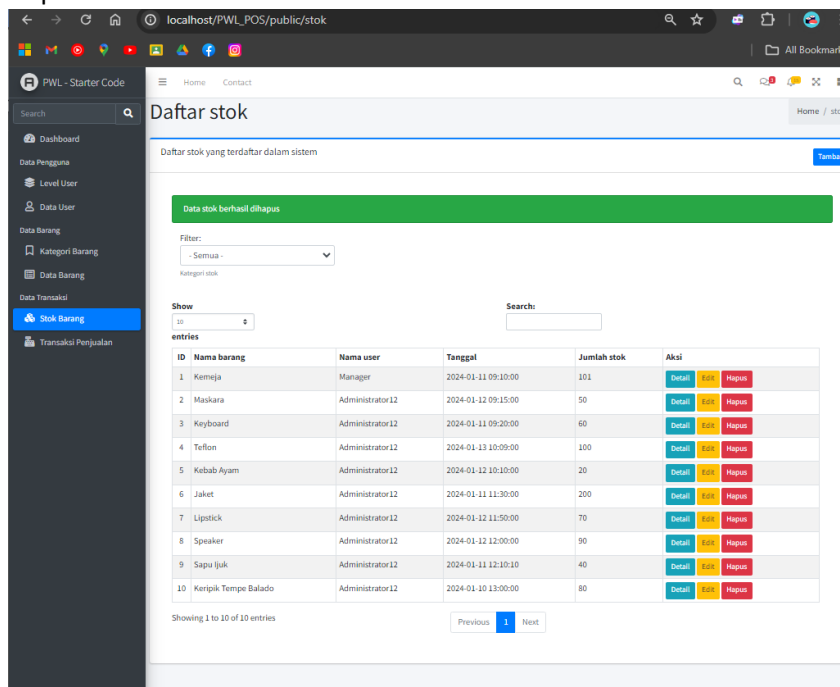 localhost/PWL_POS/public/stok
All Bookmar
PWL - Starter Code
Home Contact
Search
Daftar stok
Home / sto
Dashboard
Daftar stok yang terdaftar dalam sistem
Tamba
Data Pengguna
Level User
Data User
Data stok berhasil dihapus
Data Barang
Filter:
Kategori Barang
- Semua -
Kategori stok
Data Barang
Data Transaksi
Stok Barang
Transaksi Penjualan
Show
Search:
10
entries
ID Nama barang Nama user Tanggal Jumlah stok Aksi
1 Kemeja Manager 2024-01-11 09:10:00 101 Detail Edit Hapus
2 Maskara Administrator12 2024-01-12 09:15:00 50 Detail Edit Hapus
3 Keyboard Administrator12 2024-01-11 09:20:00 60 Detail Edit Hapus
4 Teflon Administrator12 2024-01-13 10:09:00 100 Detail Edit Hapus
5 Kebab Ayam Administrator12 2024-01-12 10:10:00 20 Detail Edit Hapus
6 Jaket Administrator12 2024-01-11 11:30:00 200 Detail Edit Hapus
7 Lipstick Administrator12 2024-01-12 11:50:00 70 Detail Edit Hapus
8 Speaker Administrator12 2024-01-12 12:00:00 90 Detail Edit Hapus
9 Sapu Ijuk Administrator12 2024-01-11 12:10:10 40 Detail Edit Hapus
10 Keripik Tempe Balado Administrator12 2024-01-10 13:00:00 80 Detail Edit Hapus
Showing 1 to 10 of 10 entries
Previous 1 Next